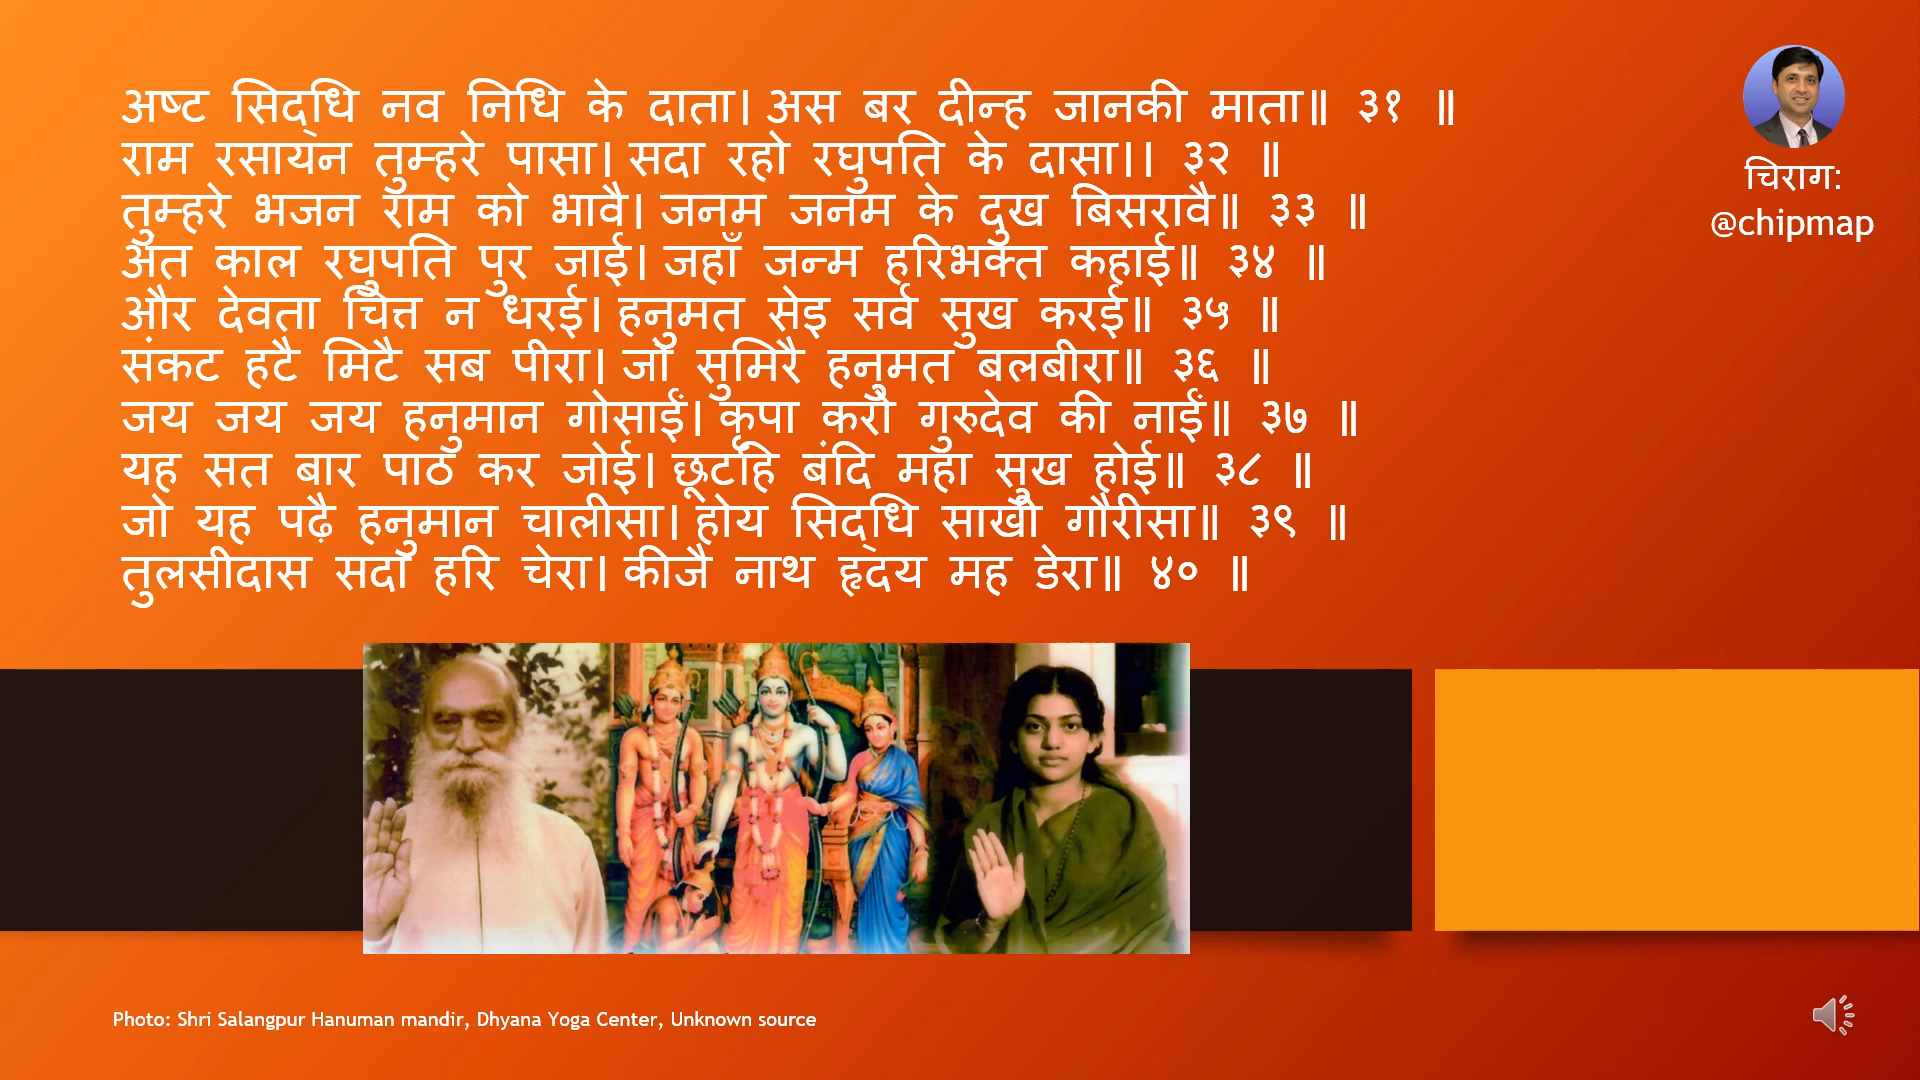 अष्ट सिद्धि नव निधि के दाता। अस बर दीन्ह जानकी माता॥ ३१ ॥
राम रसायन तुम्हरे पासा। सदा रहो रघुपति के दासा।। ३२ ॥
तुम्हरे भजन राम को भावै। जनम जनम के दुख बिसरावै॥ ३३ ॥
अंत काल रघुपति पुर जाई। जहाँ जन्म हरिभक्त कहाई॥ ३४ ॥
और देवता चित्त न धरई। हनुमत सेइ सर्व सुख करई॥ ३५ ॥
संकट हटै मिटै सब पीरा। जो सुमिरै हनुमत बलबीरा॥ ३६ ॥
जय जय जय हनुमान गोसाईं। कृपा करौ गुरुदेव की नाईं॥ ३७ ॥
यह सत बार पाठ कर जोई। छूटहि बंदि महा सुख होई॥ ३८ ॥
जो यह पढ़ै हनुमान चालीसा। होय सिद्धि साखी गौरीसा॥ ३९ ॥
तुलसीदास सदा हरि चेरा। कीजै नाथ हृदय मह डेरा॥ ४० ॥
चिराग:
@chipmap
Photo: Shri Salangpur Hanuman mandir, Dhyana Yoga Center, Unknown source